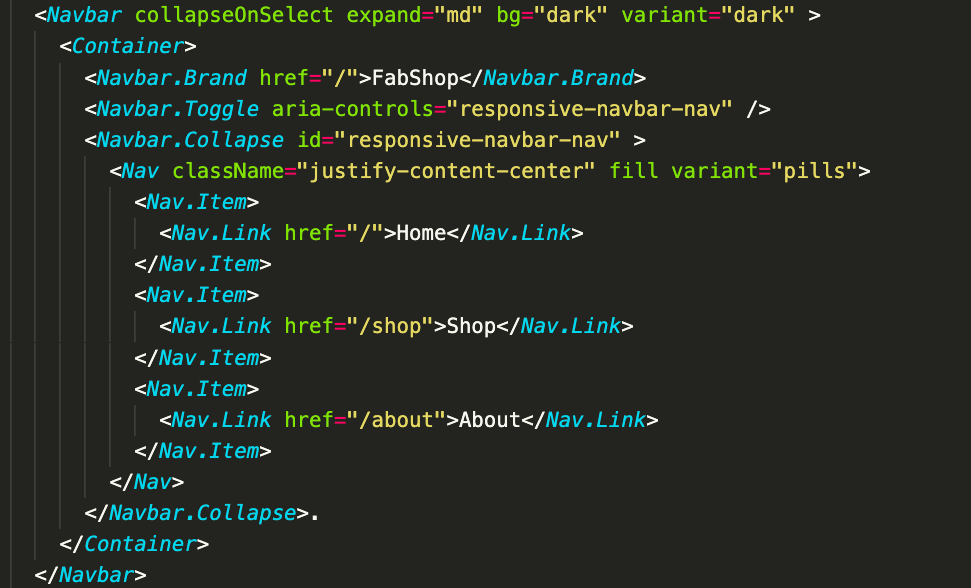 <Navbar collapseOnSelect expand="md" bg="dark" variant="dark" >
<Container>
<Navbar.Brand href="/">FabShop</Navbar.Brand>
<Navbar.Toggle aria-controls="responsive-navbar-nav" />
<Navbar.Collapse id="responsive-navbar-nav" >
<Nav className="justify-content-center" fill variant="pills">
<Nav.Item>
<Nav.Link href="/">Home</Nav.Link>
</Nav.Item>
<Nav.Item>
<Nav.Link href="/shop">Shop</Nav.Link>
</Nav.Item>
<Nav.Item>
<Nav.Link href="/about">About</Nav.Link>
</Nav.Item>
</Nav>
</Navbar.Collapse>.
</Container>
</Navbar>